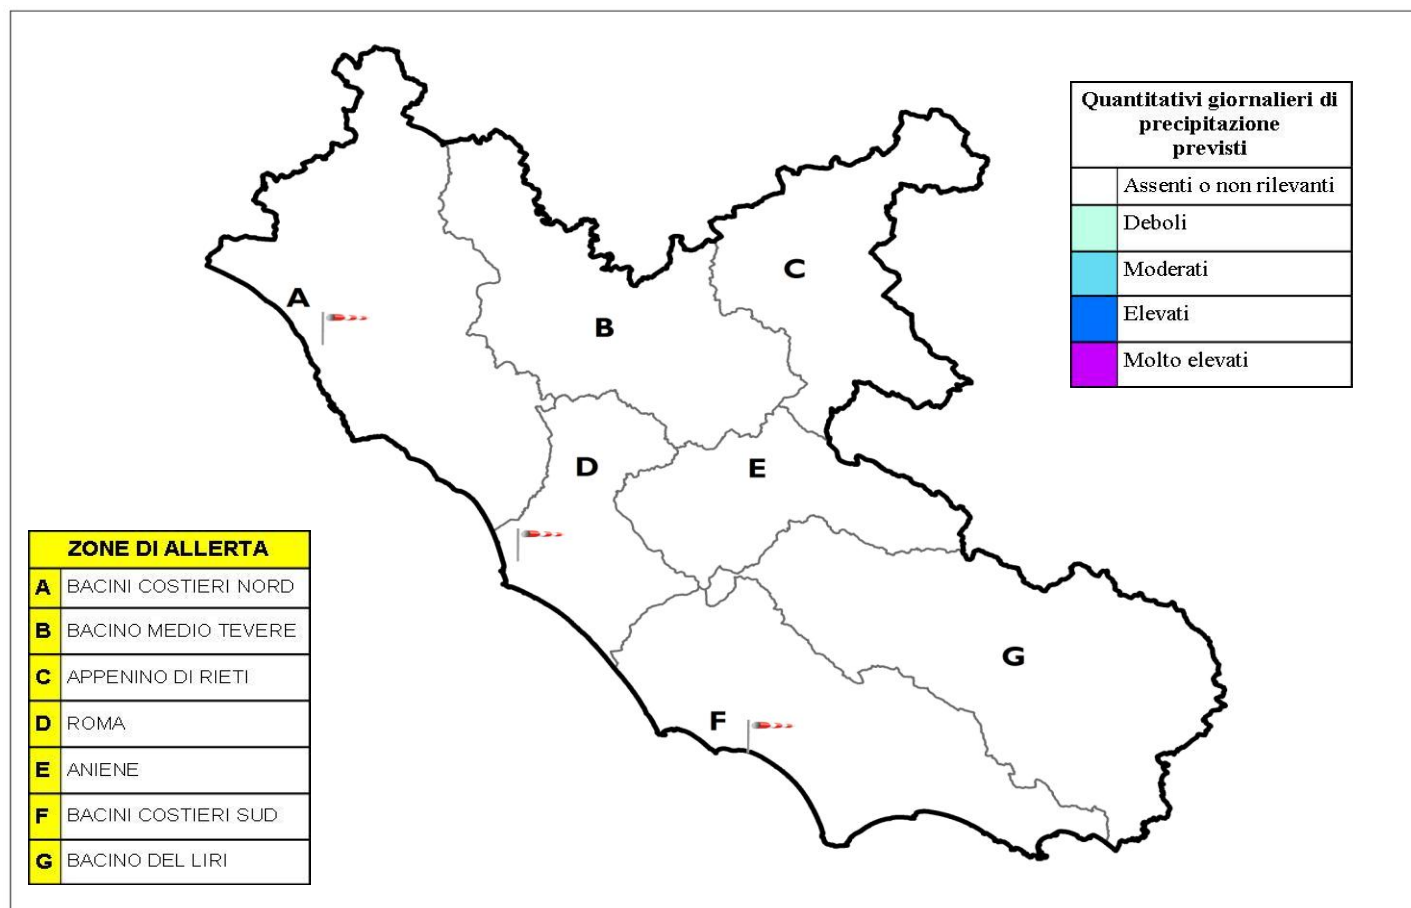 Quantitativi giornalieri di
precipitazione
previsti
Assenti o non rilevanti
Deboli
Moderati
Elevati
Molto elevati
A
B
C
D
E
F
G
ZONE DI ALLERTA
A BACINI COSTIERI NORD
B BACINO MEDIO TEVERE
C APPENINO DI RIETI
D ROMA
E ANIENE
F BACINI COSTIERI SUD
G BACINO DEL LIRI